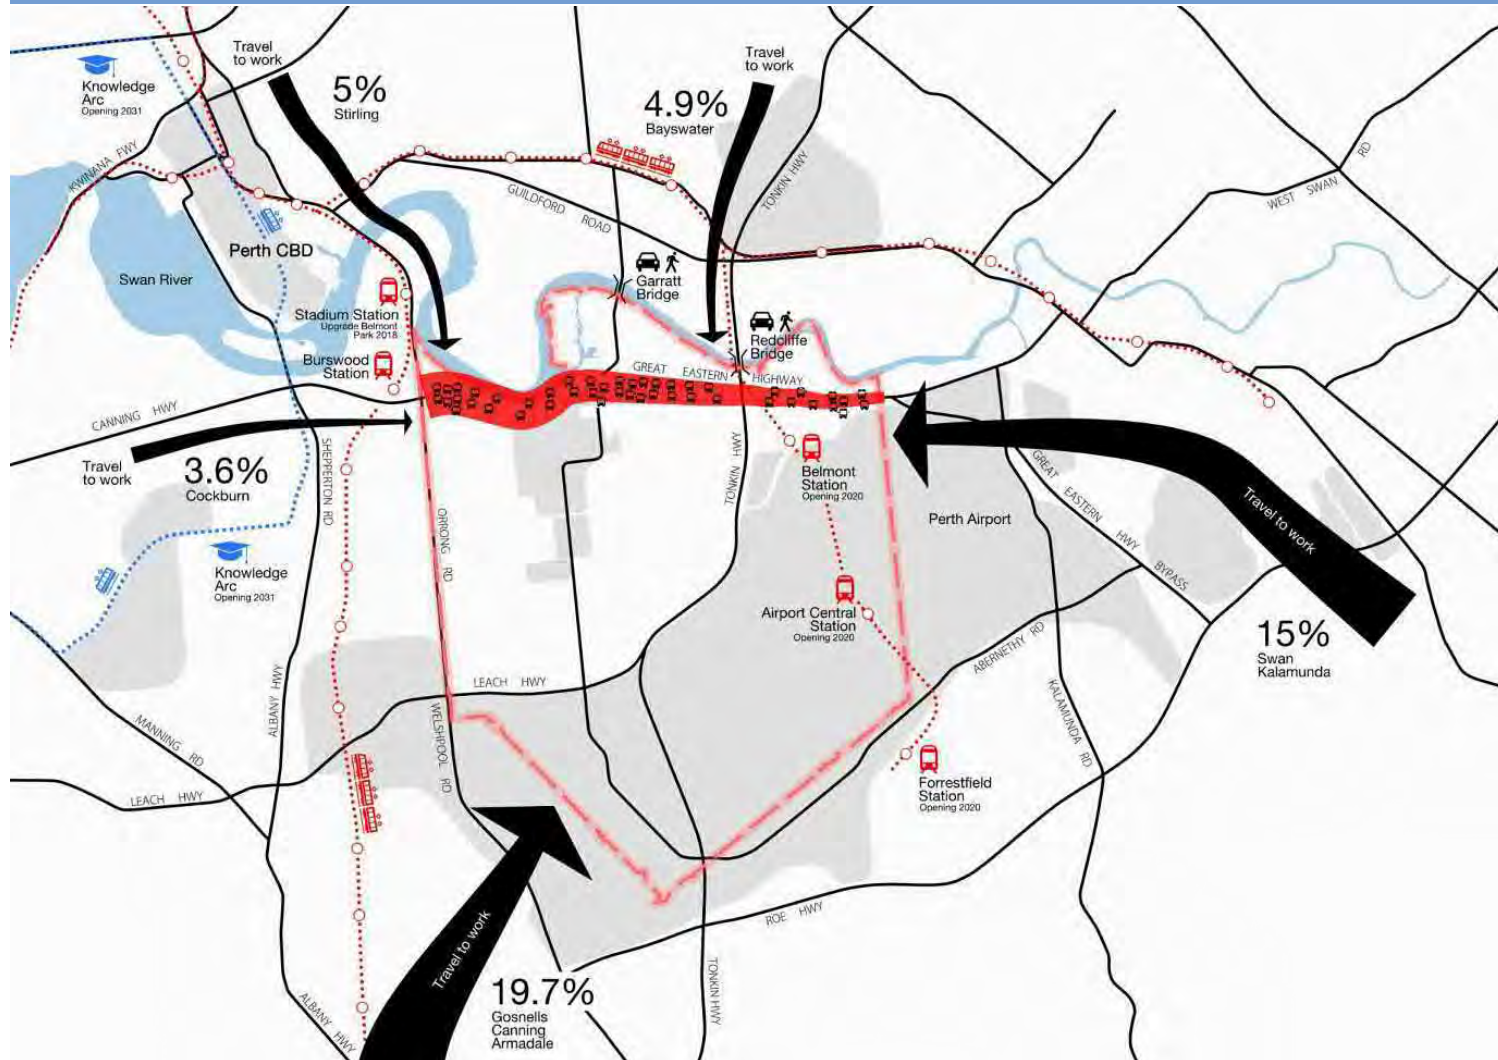 Travel
to work
5%
Stirling
Knowledge
Arc
Opening 2031
Travel
to work
4.9%
Bayswater
KWINANA FWY
TONKIN HWY
RD
WEST SWAN
GUILDFORD ROAD
Perth CBD
Swan River
Garratt
Bridge
Stadium Station
Upgrade Belmont
Park 2018
Redcliffe
Bridge
Burswood
Station
GREAT EASTERN HIGHWAY
CANNING HWY
Travel
to work
3.6%
Cockburn
SHEPPERTON RD
TONKIN HWY
Belmont
Station
Opening 2020
GREAT EASTERN HWY BYPASS
Perth Airport
Travel to work
ORRONG RD
Knowledge
Arc
Opening 2031
Airport Central
Station
Opening 2020
ABERNETHY RD
15%
Swan
Kalamunda
LEACH HWY
ALBANY HWY
MANNING RD
WELSHPOOL RD
KALAMUNDA RD
LEACH HWY
Forrestfield
Station
Opening 2020
ROE HWY
Travel to work
19.7%
Gosnells
Canning
Armadale
TONKIN HWY
ALBANY HWY